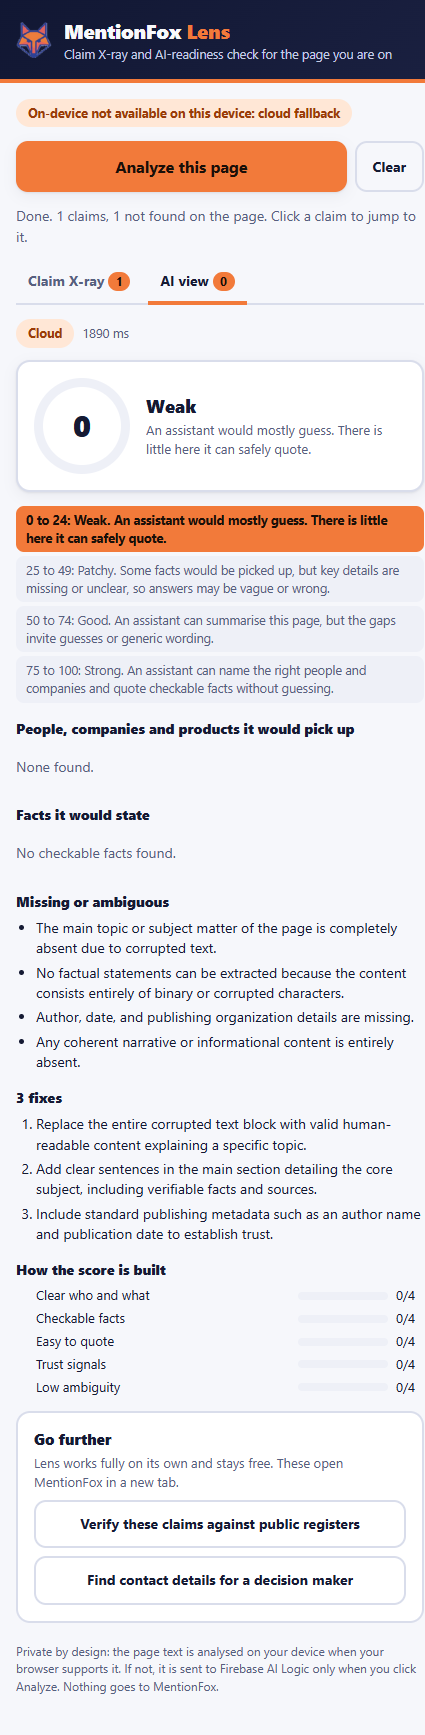 MentionFox Lens
Claim X-ray and AI-readiness check for the page you are on
On-device not available on this device: cloud fallback
Analyze this page
Clear
Done. 1 claims, 1 not found on the page. Click a claim to jump to
it.
Claim X-ray 1
AI view 0
Cloud 1890 ms
0
Weak
An assistant would mostly guess. There is
little here it can safely quote.
0 to 24: Weak. An assistant would mostly guess. There is little
here it can safely quote.
25 to 49: Patchy. Some facts would be picked up, but key details are
missing or unclear, so answers may be vague or wrong.
50 to 74: Good. An assistant can summarise this page, but the gaps
invite guesses or generic wording.
75 to 100: Strong. An assistant can name the right people and
companies and quote checkable facts without guessing.
People, companies and products it would pick up
None found.
Facts it would state
No checkable facts found.
Missing or ambiguous
• The main topic or subject matter of the page is completely
absent due to corrupted text.
• No factual statements can be extracted because the content
consists entirely of binary or corrupted characters.
• Author, date, and publishing organization details are missing.
• Any coherent narrative or informational content is entirely
absent.
3 fixes
1. Replace the entire corrupted text block with valid human-
readable content explaining a specific topic.
2. Add clear sentences in the main section detailing the core
subject, including verifiable facts and sources.
3. Include standard publishing metadata such as an author name
and publication date to establish trust.
How the score is built
Clear who and what 0/4
Checkable facts 0/4
Easy to quote 0/4
Trust signals 0/4
Low ambiguity 0/4
Go further
Lens works fully on its own and stays free. These open
MentionFox in a new tab.
Verify these claims against public registers
Find contact details for a decision maker
Private by design: the page text is analysed on your device when your
browser supports it. If not, it is sent to Firebase AI Logic only when you click
Analyze. Nothing goes to MentionFox.